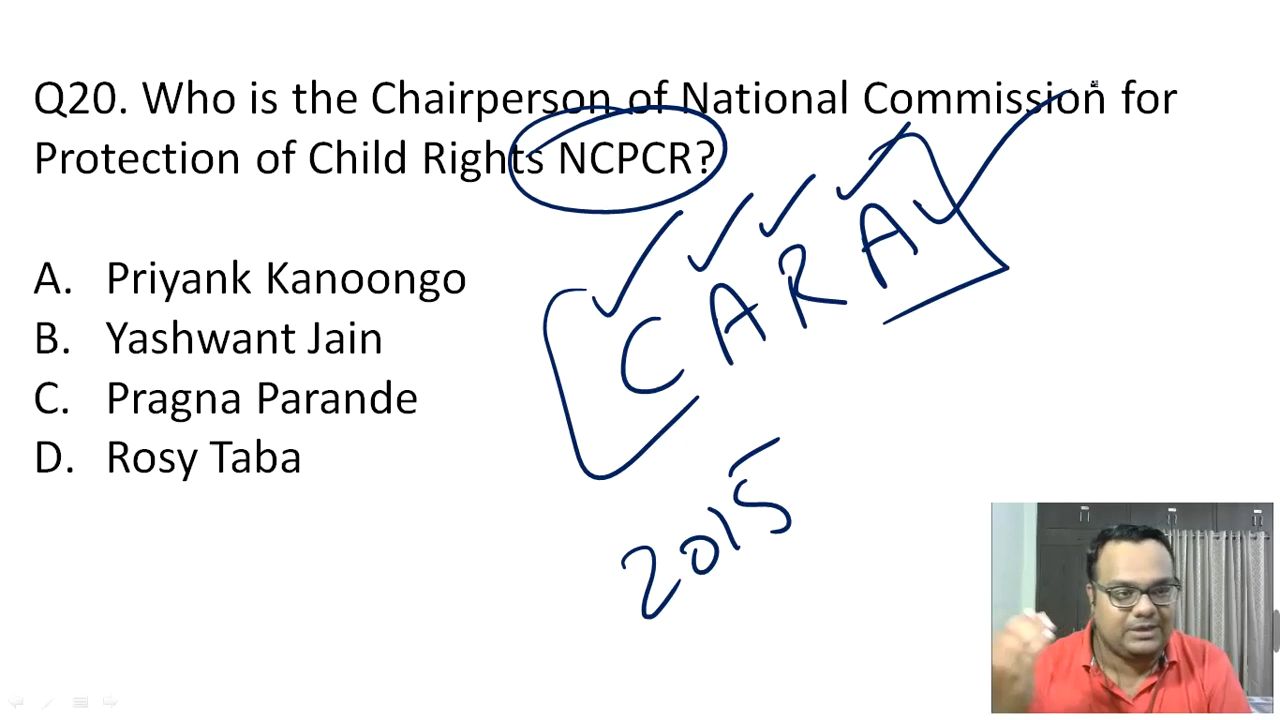 Q20. Who is the Chairperson of National Commission for
Protection of Child Rights NCPCR?
A. Priyank Kanoongo
B. Yashwant Jain
C. Pragna Parande
D. Rosy Taba
CARA
2015